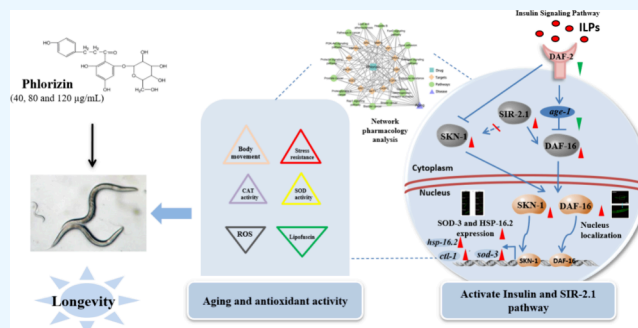 HO
OH
Phlorizin
(40, 80 and 120 μg/mL)
Longevity
Body
movement
Stress
resistance
CAT
activity
SOD
activity
ROS
Lipofuscin
Aging and antioxidant activity
Network
pharmacology
analysis
Drug
Targets
Pathways
Disease
Insulin Signaling Pathway
ILPs
DAF-2
age-1
SIR-2.1
SKN-1
DAF-16
Cytoplasm
Nucleus
SKN-1
DAF-16
SOD-3 and HSP-16.2
expression
Nucleus
localization
hsp-16.2
ctl-1
sod-3
SKN-1
DAF-16
Activate Insulin and SIR-2.1
pathway